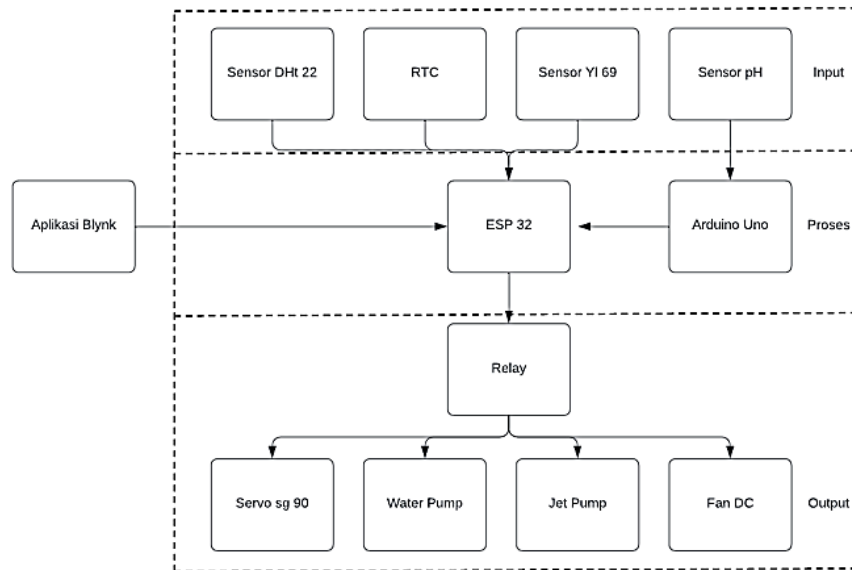 Sensor DHt 22
RTC
Sensor Yl 69
Sensor pH
Input
Aplikasi Blynk
ESP 32
Arduino Uno
Proses
Relay
Servo sg 90
Water Pump
Jet Pump
Fan DC
Output